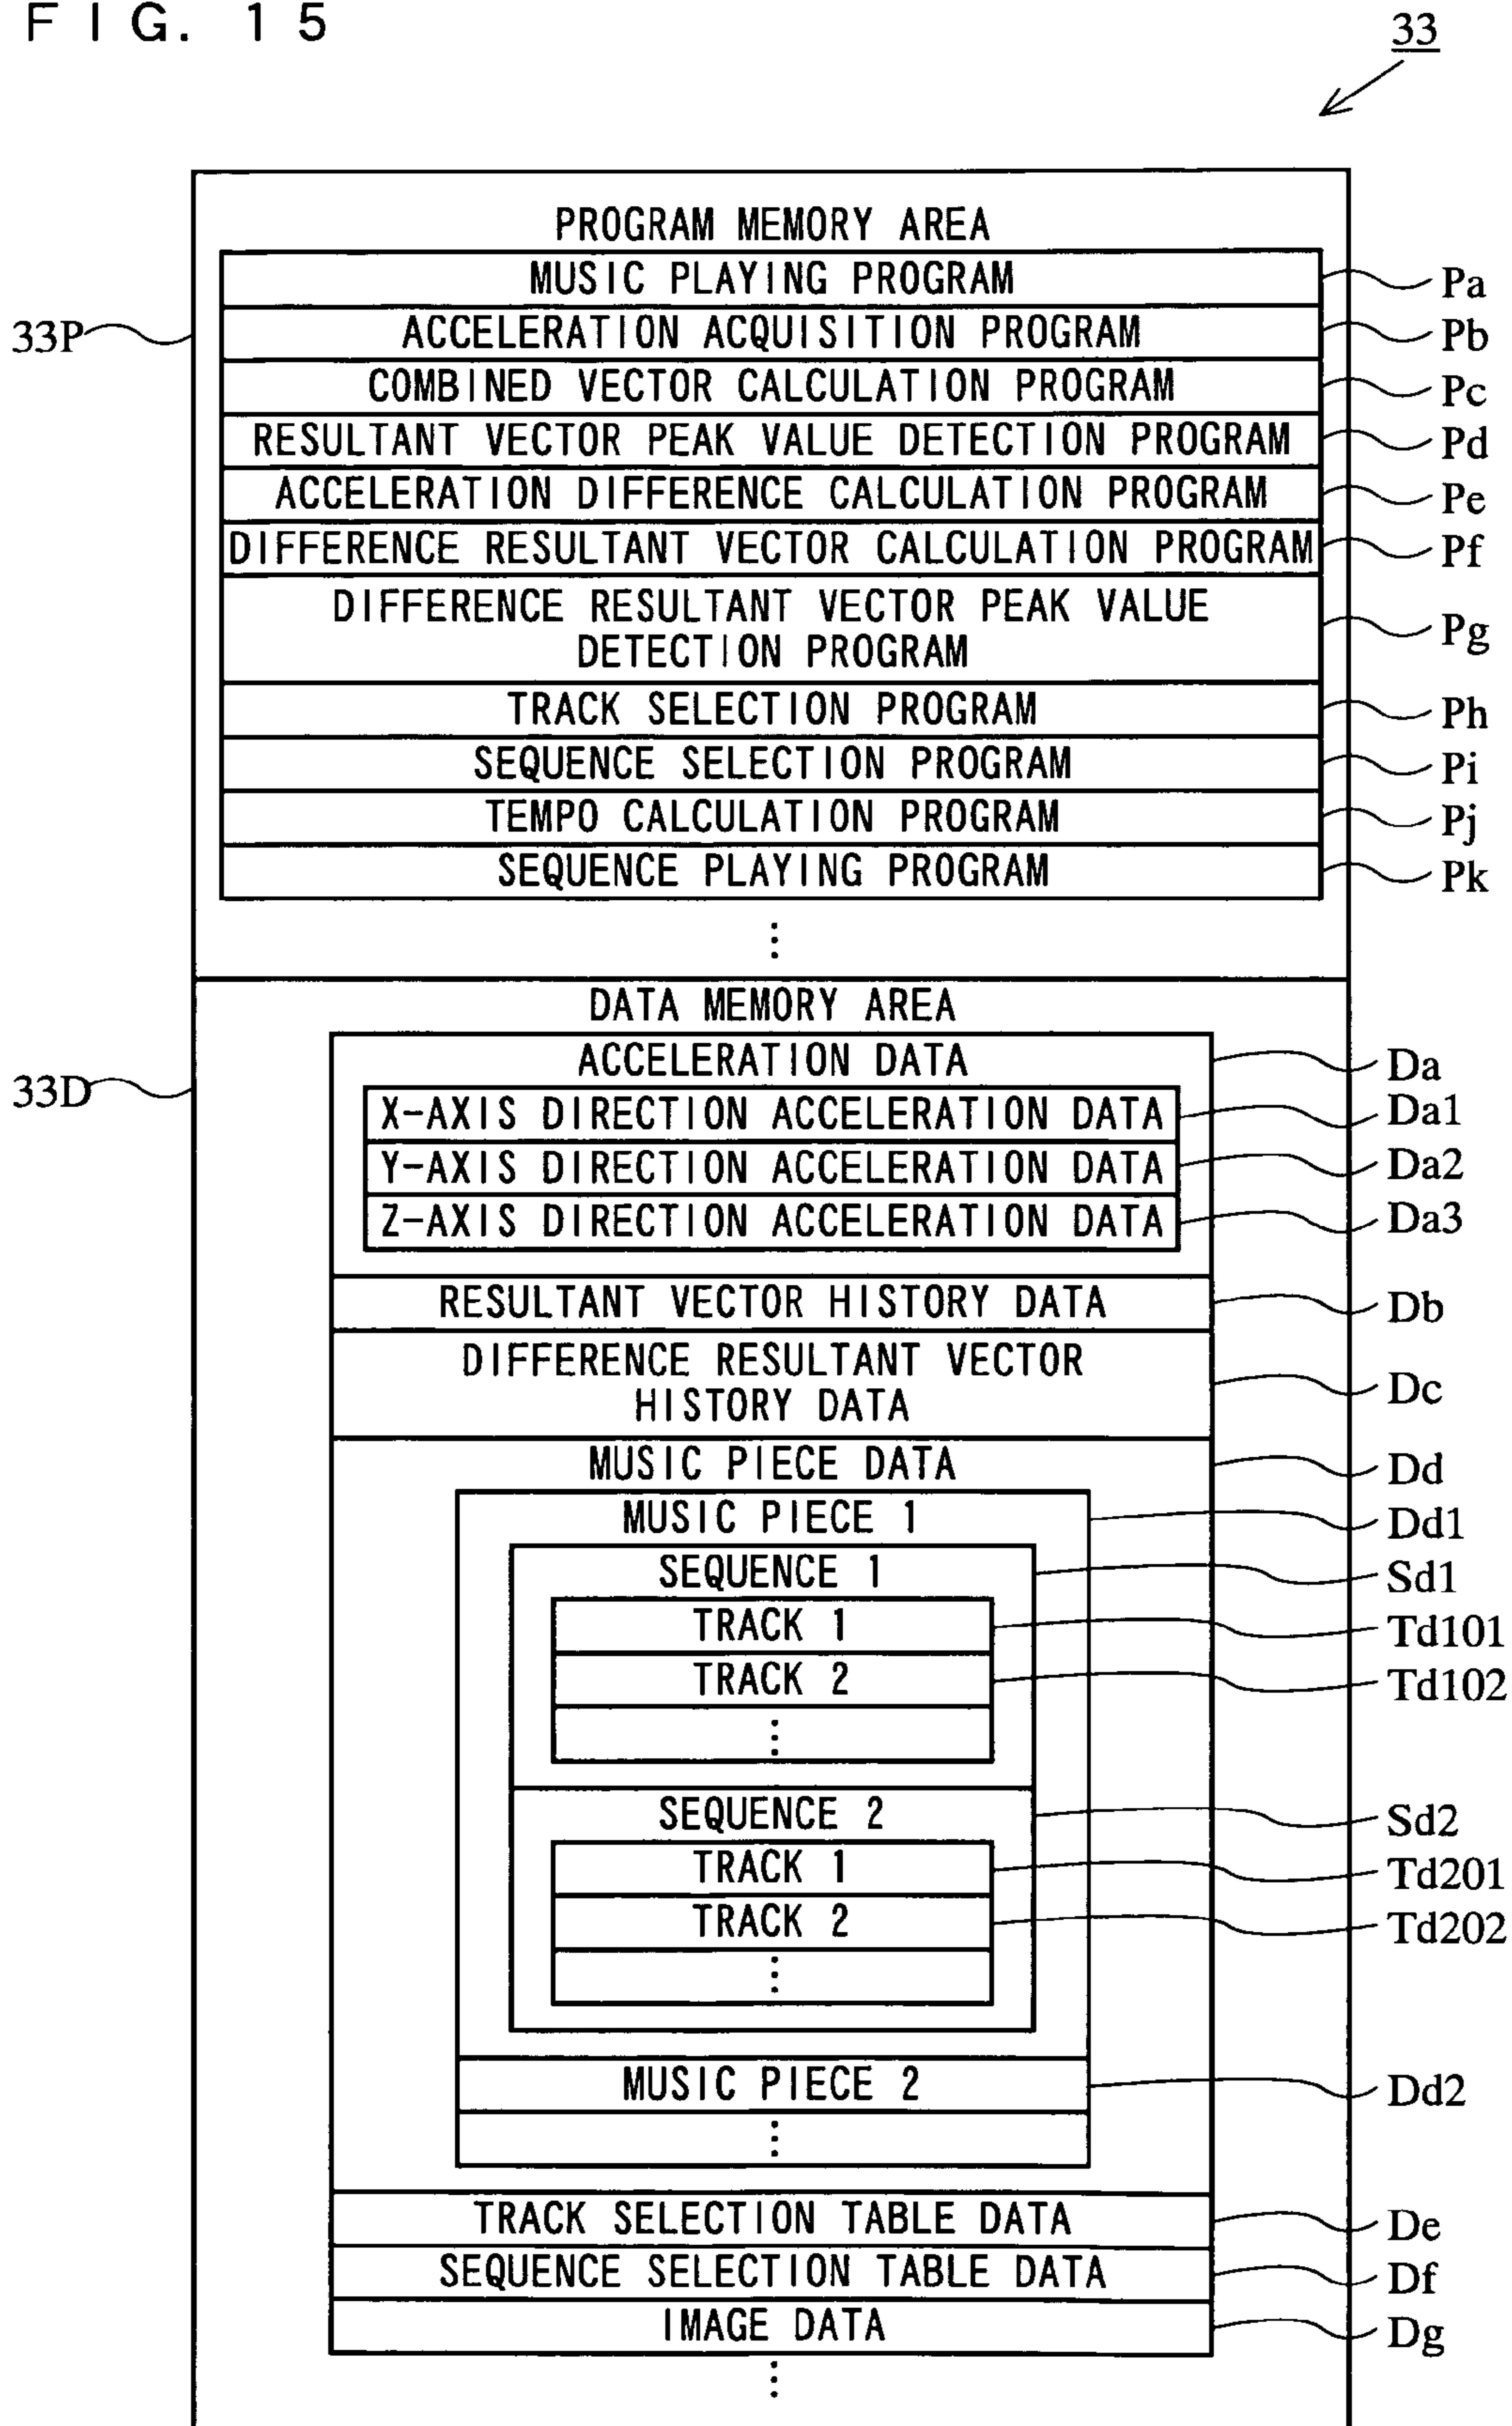 FIG. 15
33
PROGRAM MEMORY AREA
MUSIC PLAYING PROGRAM Pa
33P
ACCELERATION ACQUISITION PROGRAM Pb
COMBINED VECTOR CALCULATION PROGRAM Pc
RESULTANT VECTOR PEAK VALUE DETECTION PROGRAM Pd
ACCELERATION DIFFERENCE CALCULATION PROGRAM Pe
DIFFERENCE RESULTANT VECTOR CALCULATION PROGRAM Pf
DIFFERENCE RESULTANT VECTOR PEAK VALUE
DETECTION PROGRAM Pg
TRACK SELECTION PROGRAM Ph
SEQUENCE SELECTION PROGRAM Pi
TEMPO CALCULATION PROGRAM Pj
SEQUENCE PLAYING PROGRAM Pk
⋮
DATA MEMORY AREA
ACCELERATION DATA Da
33D
X-AXIS DIRECTION ACCELERATION DATA Da1
Y-AXIS DIRECTION ACCELERATION DATA Da2
Z-AXIS DIRECTION ACCELERATION DATA Da3
RESULTANT VECTOR HISTORY DATA Db
DIFFERENCE RESULTANT VECTOR
HISTORY DATA Dc
MUSIC PIECE DATA Dd
MUSIC PIECE 1 Dd1
SEQUENCE 1 Sd1
TRACK 1 Td101
TRACK 2 Td102
⋮
SEQUENCE 2 Sd2
TRACK 1 Td201
TRACK 2 Td202
⋮
MUSIC PIECE 2 Dd2
⋮
TRACK SELECTION TABLE DATA De
SEQUENCE SELECTION TABLE DATA Df
IMAGE DATA Dg
⋮